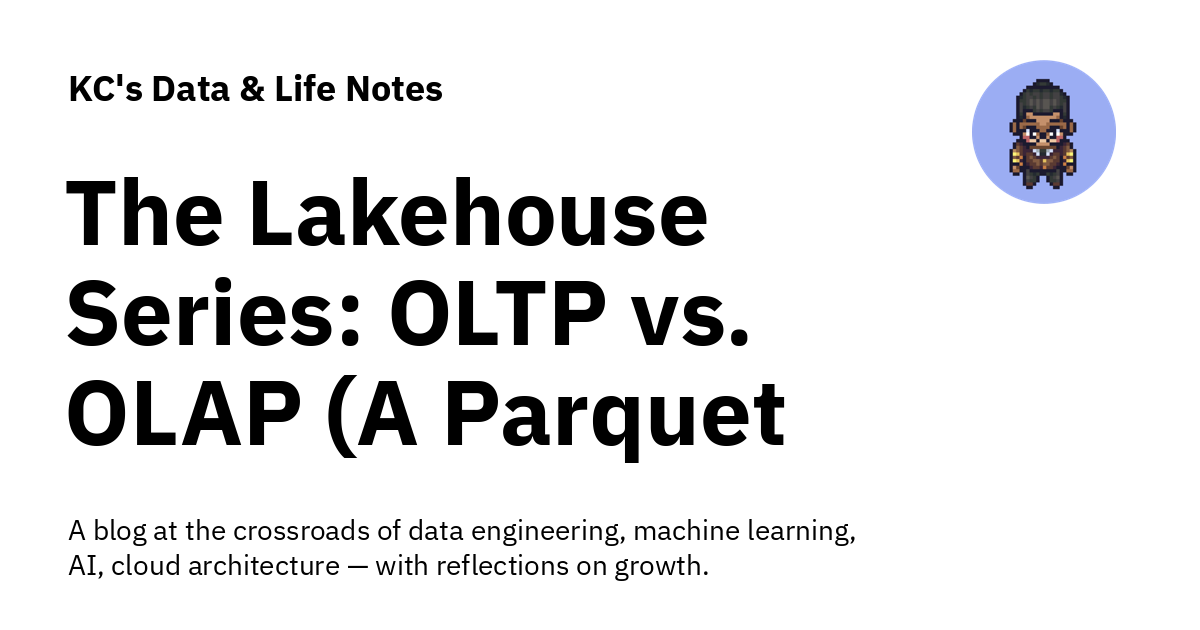 KC's Data & Life Notes
The Lakehouse
Series: OLTP vs.
OLAP (A Parquet
A blog at the crossroads of data engineering, machine learning,
AI, cloud architecture — with reflections on growth.